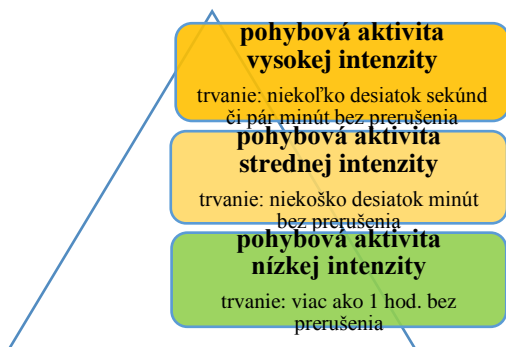 pohybová aktivita
vysokej intenzity
trvanie: niekoľko desiatok sekúnd
či pár minút bez prerušenia
pohybová aktivita
strednej intenzity
trvanie: niekoško desiatok minút
bez prerušenia
pohybová aktivita
nízkej intenzity
trvanie: viac ako 1 hod. bez
prerušenia